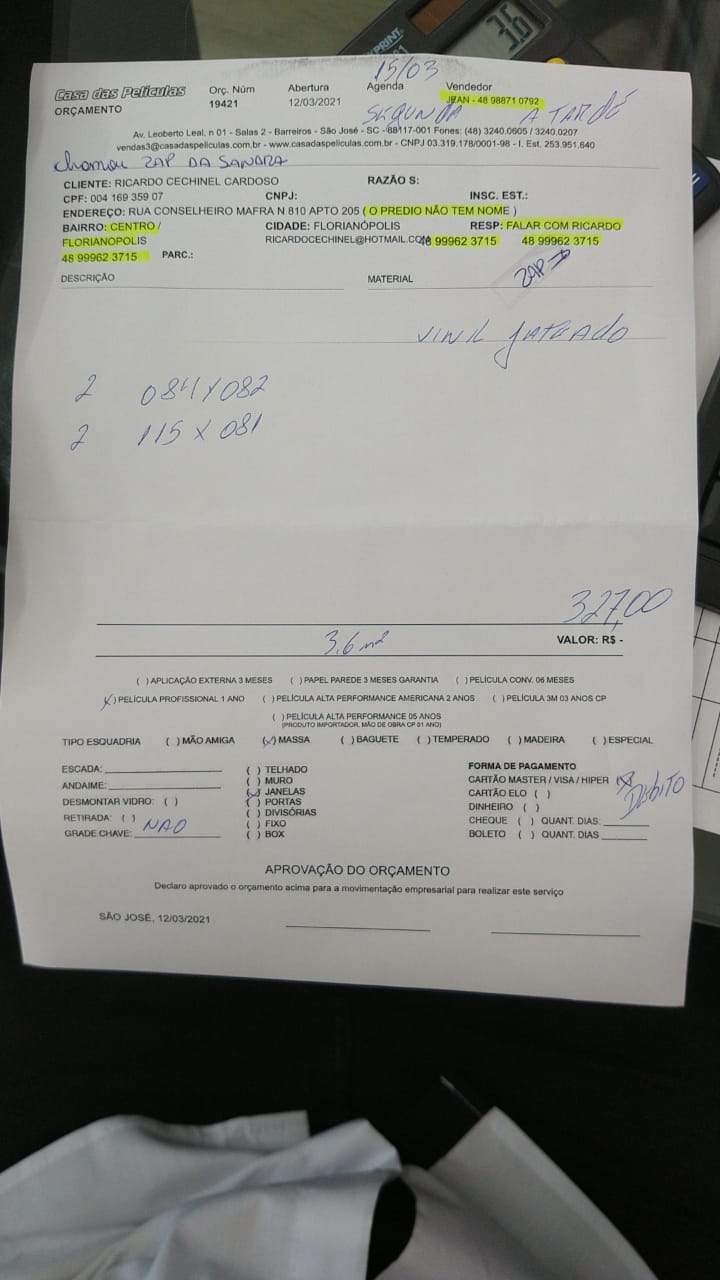 36
15/03
Casa das Películas Orç. Núm Abertura Agenda Vendedor
ORÇAMENTO 19421 12/03/2021 SEGUNDA A TARDE JEAN - 48 98871 0792
Av. Leoberto Leal, n 01 - Salas 2 - Barreiros - São José - SC - 88117-001 Fones: (48) 3240.0605 / 3240.0207
vendas3@casadaspeliculas.com.br - www.casadaspeliculas.com.br - CNPJ 03.319.178/0001-98 - I. Est. 253.951.640
chamou ZAP DA SANDRA
CLIENTE: RICARDO CECHINEL CARDOSO RAZÃO S:
CPF: 004 169 359 07 CNPJ: INSC. EST.:
ENDEREÇO: RUA CONSELHEIRO MAFRA N 810 APTO 205 ( O PREDIO NÃO TEM NOME )
BAIRRO: CENTRO / CIDADE: FLORIANÓPOLIS RESP: FALAR COM RICARDO
FLORIANOPOLIS RICARDOCECHINEL@HOTMAIL.COM 48 99962 3715 48 99962 3715
48 99962 3715 PARC.:
ZAP
DESCRIÇÃO MATERIAL
VINIL JATEADO
2 084 X 082
2 115 X 081
327,00
3,6 m2 VALOR: R$ -
( ) APLICAÇÃO EXTERNA 3 MESES ( ) PAPEL PAREDE 3 MESES GARANTIA ( ) PELÍCULA CONV. 06 MESES
(X) PELÍCULA PROFISSIONAL 1 ANO ( ) PELÍCULA ALTA PERFORMANCE AMERICANA 2 ANOS ( ) PELÍCULA 3M 03 ANOS CP
( ) PELÍCULA ALTA PERFORMANCE 05 ANOS
(PRODUTO IMPORTADOR, MÃO DE OBRA CP 01 ANO)
TIPO ESQUADRIA ( ) MÃO AMIGA (X) MASSA ( ) BAGUETE ( ) TEMPERADO ( ) MADEIRA ( ) ESPECIAL
ESCADA: ( ) TELHADO FORMA DE PAGAMENTO
ANDAIME: ( ) MURO CARTÃO MASTER / VISA / HIPER (X) DEBITO
DESMONTAR VIDRO: ( ) (X) JANELAS CARTÃO ELO ( )
RETIRADA: ( ) NAO ( ) PORTAS DINHEIRO ( )
GRADE CHAVE: ( ) DIVISÓRIAS CHEQUE ( ) QUANT. DIAS:
( ) FIXO BOLETO ( ) QUANT. DIAS
( ) BOX
APROVAÇÃO DO ORÇAMENTO
Declaro aprovado o orçamento acima para a movimentação empresarial para realizar este serviço
SÃO JOSÉ, 12/03/2021